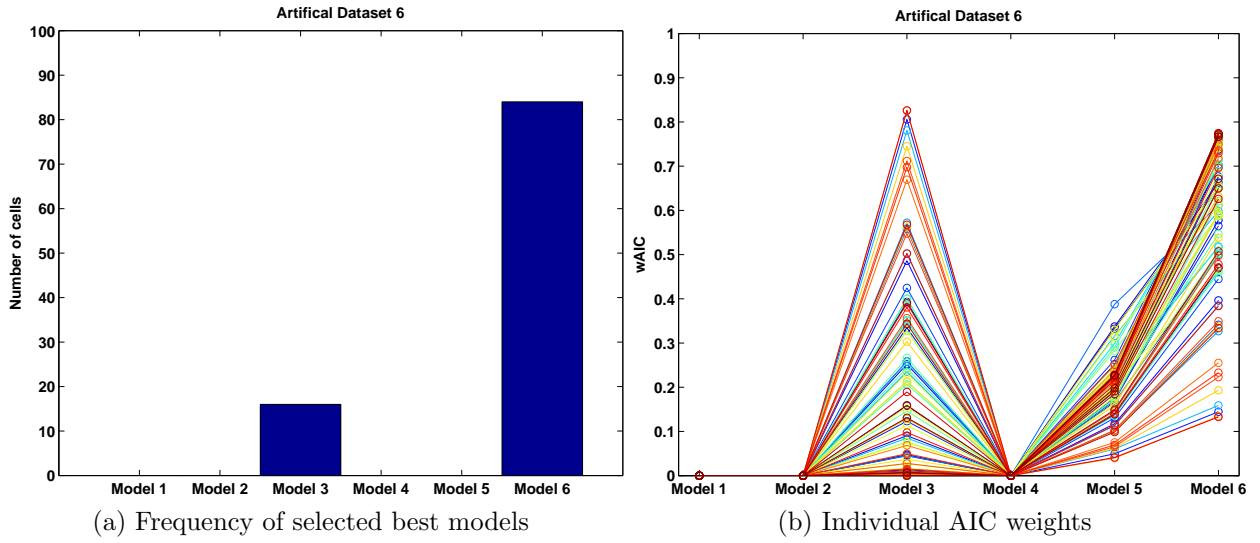 Artifical Dataset 6
100
90
80
70
60
50
40
30
20
10
0
Number of cells
Model 1 Model 2 Model 3 Model 4 Model 5 Model 6
(a) Frequency of selected best models
Artifical Dataset 6
1
0.9
0.8
0.7
0.6
0.5
0.4
0.3
0.2
0.1
0
wAIC
Model 1 Model 2 Model 3 Model 4 Model 5 Model 6
(b) Individual AIC weights